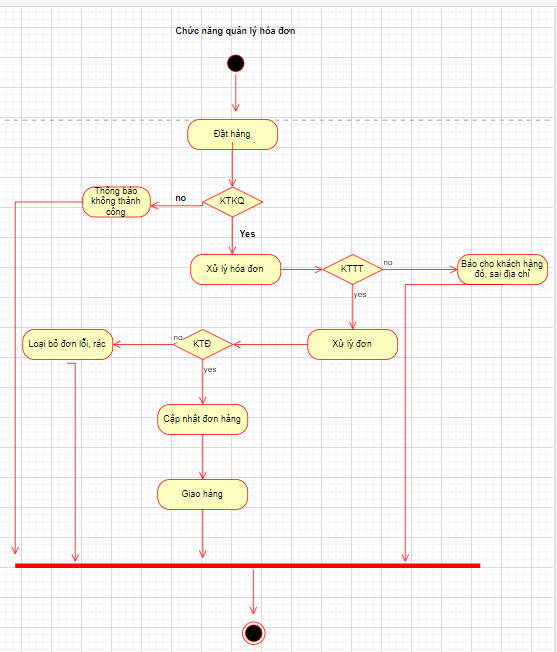 Chức năng quản lý hóa đơn
Đặt hàng
KTKQ
no
Thông báo
không thành
công
Yes
Xử lý hóa đơn
KTTT
no
Báo cho khách hàng
đó, sai địa chỉ
yes
Xử lý đơn
KTĐ
no
Loại bỏ đơn lỗi, rác
yes
Cập nhật đơn hàng
Giao hàng